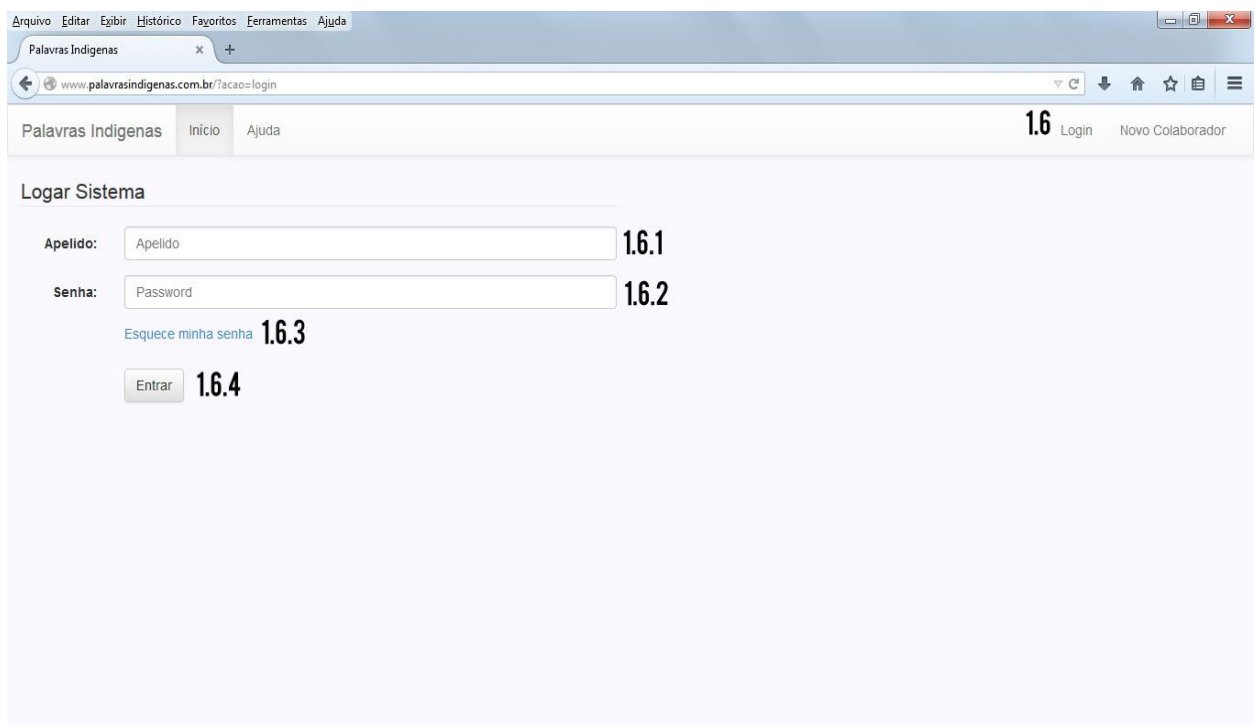 Arquivo Editar Exibir Histórico Favoritos Ferramentas Ajuda
Palavras Indigenas
www.palavrasindigenas.com.br/?acao=login
Palavras Indigenas Início Ajuda 1.6 Login Novo Colaborador
Logar Sistema
Apelido: Apelido 1.6.1
Senha: Password 1.6.2
Esquece minha senha 1.6.3
Entrar 1.6.4